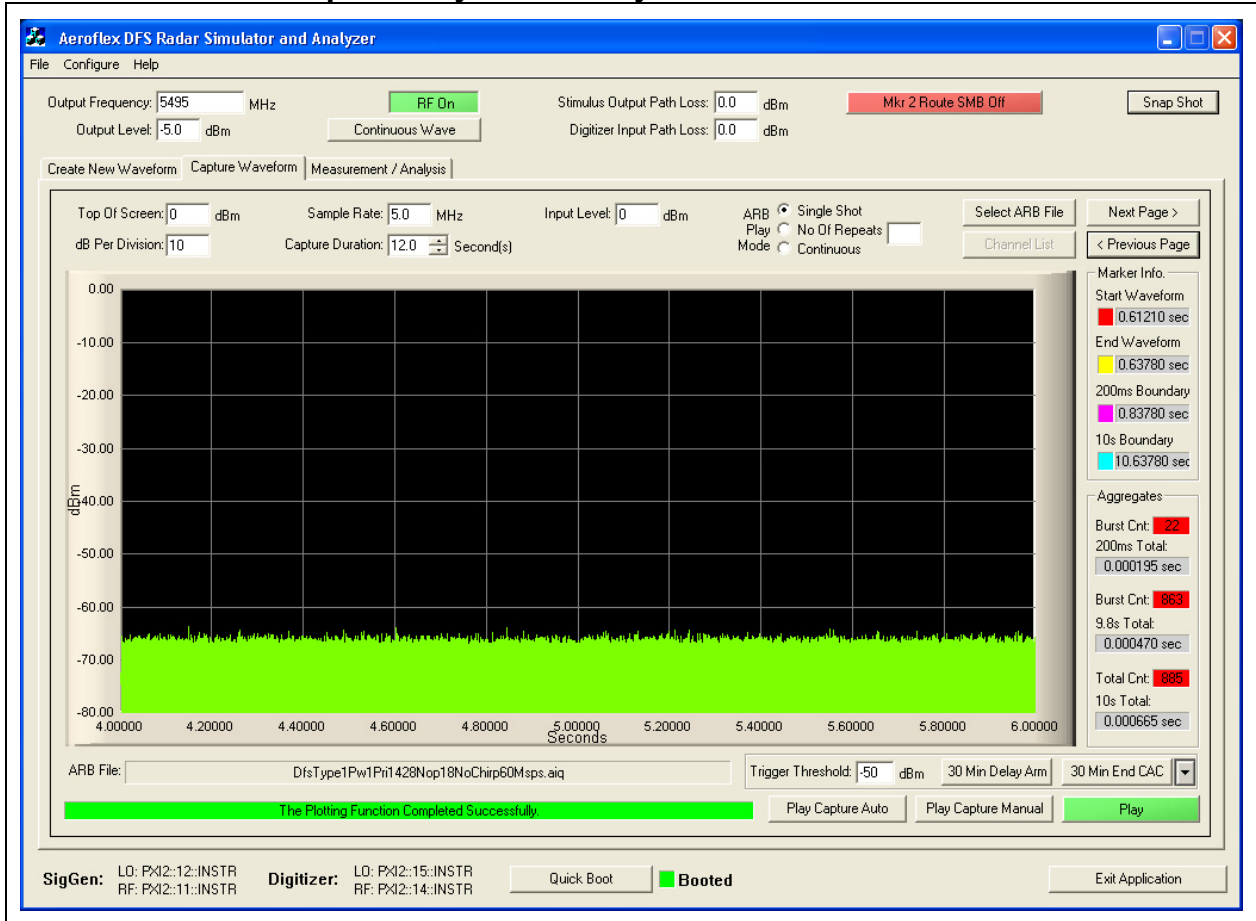 Aeroflex DFS Radar Simulator and Analyzer
File Configure Help
Output Frequency: 5495 MHz
RF On
Stimulus Output Path Loss: 0.0 dBm
Mkr 2 Route SMB Off
Snap Shot
Output Level: -5.0 dBm
Continuous Wave
Digitizer Input Path Loss: 0.0 dBm
Create New Waveform Capture Waveform Measurement / Analysis
Top Of Screen: 0 dBm
Sample Rate: 5.0 MHz
Input Level: 0 dBm
ARB Play Mode
Single Shot
No Of Repeats
Continuous
Select ARB File
Next Page >
dB Per Division: 10
Capture Duration: 12.0 Second(s)
Channel List
< Previous Page
0.00
-10.00
-20.00
-30.00
-40.00
-50.00
-60.00
-70.00
-80.00
dBm
4.00000 4.20000 4.40000 4.60000 4.80000 5.00000 5.20000 5.40000 5.60000 5.80000 6.00000
Seconds
Marker Info.
Start Waveform
0.61210 sec
End Waveform
0.63780 sec
200ms Boundary
0.83780 sec
10s Boundary
10.63780 sec
Aggregates
Burst Cnt: 22
200ms Total:
0.000195 sec
Burst Cnt: 863
9.8s Total:
0.000470 sec
Total Cnt: 885
10s Total:
0.000665 sec
ARB File: DfsType1Pw1Pri1428Nop18NoChirp60Msps.aiq
Trigger Threshold: -50 dBm
30 Min Delay Arm
30 Min End CAC
The Plotting Function Completed Successfully.
Play Capture Auto
Play Capture Manual
Play
SigGen: LO: PXI2::12::INSTR
RF: PXI2::11::INSTR
Digitizer: LO: PXI2::15::INSTR
RF: PXI2::14::INSTR
Quick Boot
Booted
Exit Application